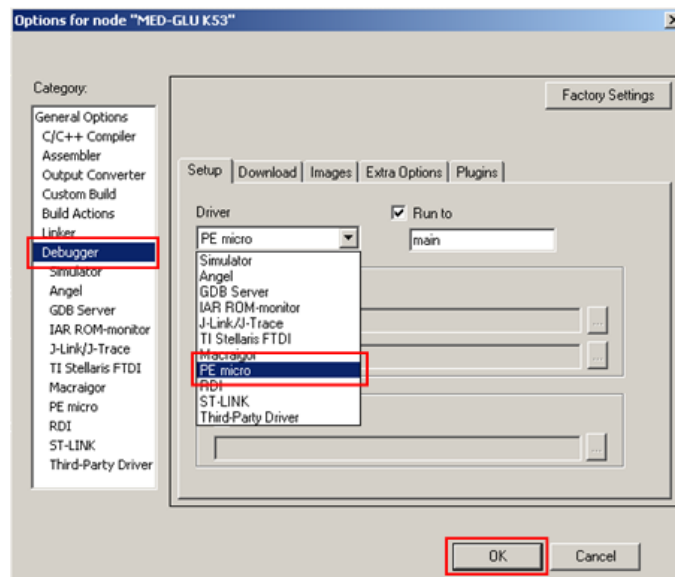 Options for node "MED-GLU K53"
Category:
Factory Settings
General Options
C/C++ Compiler
Assembler
Output Converter
Custom Build
Build Actions
Linker
Debugger
Simulator
Angel
GDB Server
IAR ROM-monitor
J-Link/J-Trace
TI Stellaris FTDI
Macraigor
PE micro
RDI
ST-LINK
Third-Party Driver
Setup Download Images Extra Options Plugins
Driver
Run to
PE micro
main
Simulator
Angel
GDB Server
IAR ROM-monitor
J-Link/J-Trace
TI Stellaris FTDI
Macraigor
PE micro
RDI
ST-LINK
Third-Party Driver
...
...
...
OK Cancel